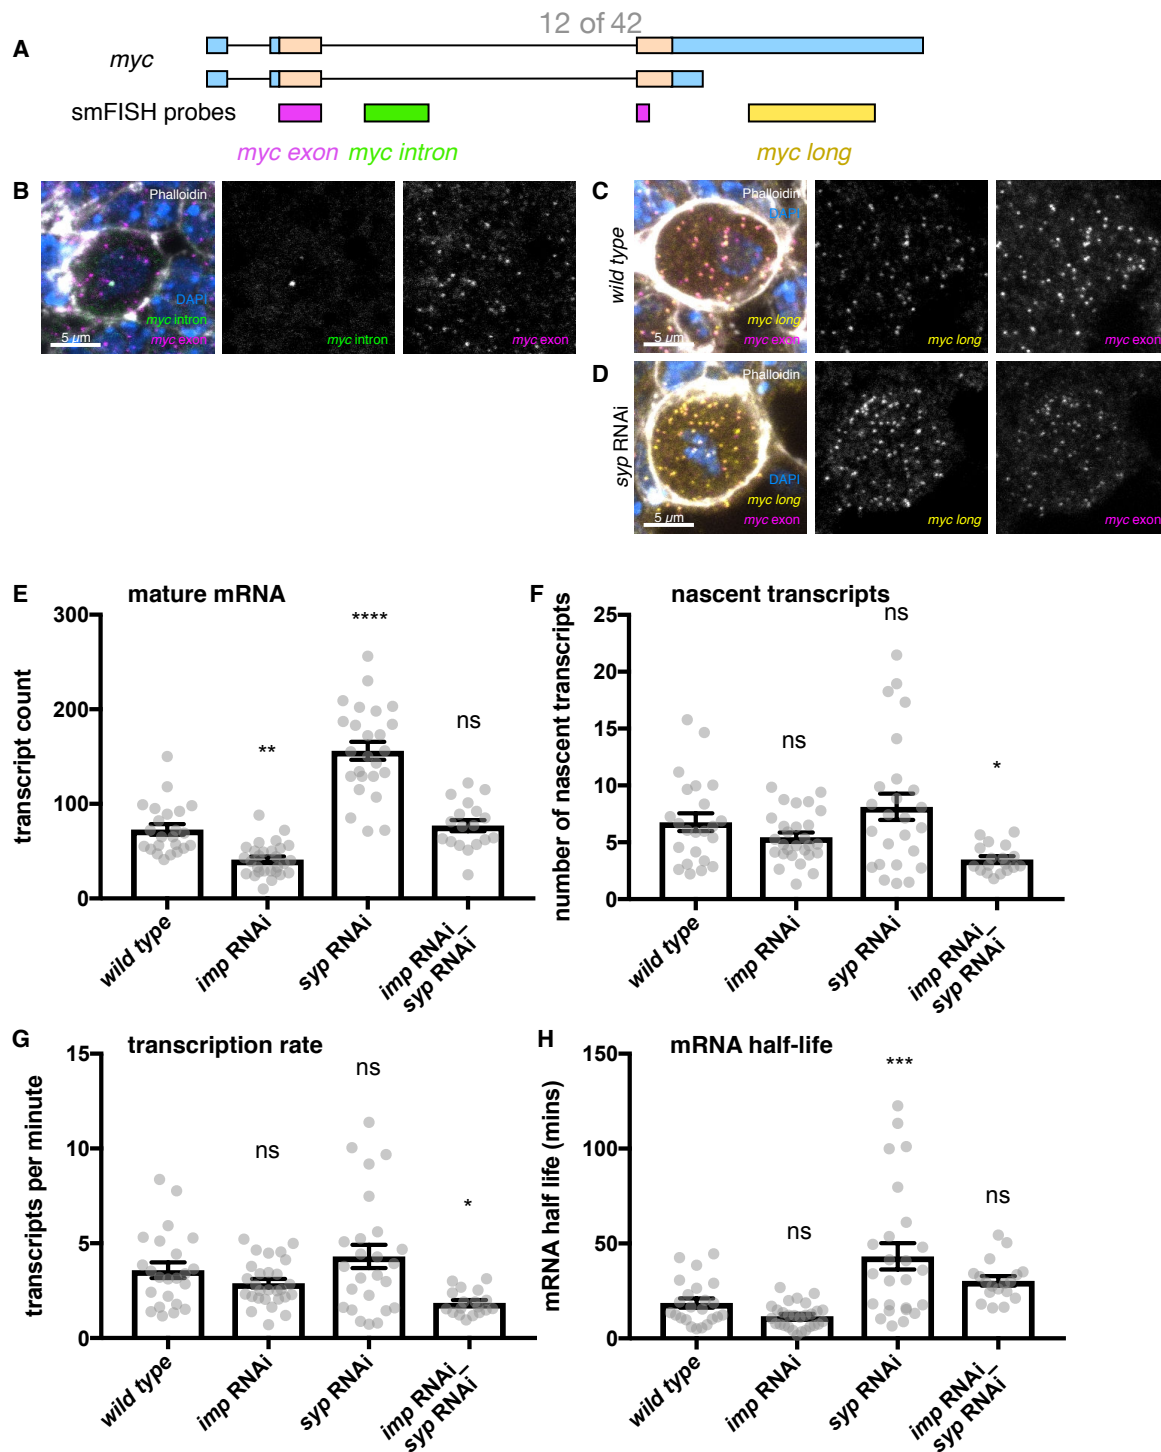 12 of 42
A
myc
smFISH probes
myc exon
myc intron
myc long
B
Phalloidin
DAPI
myc intron
myc exon
5 µm
myc intron
myc exon
C
wild type
Phalloidin
DAPI
myc long
myc exon
5 µm
myc long
myc exon
D
syp RNAi
Phalloidin
DAPI
myc long
myc exon
5 µm
myc long
myc exon
E
mature mRNA
transcript count
300
200
100
0
**
****
ns
wild type
imp RNAi
syp RNAi
imp RNAi_
syp RNAi
F
nascent transcripts
number of nascent transcripts
25
20
15
10
5
0
ns
ns
*
wild type
imp RNAi
syp RNAi
imp RNAi_
syp RNAi
G
transcription rate
transcripts per minute
15
10
5
0
ns
ns
*
wild type
imp RNAi
syp RNAi
imp RNAi_
syp RNAi
H
mRNA half-life
mRNA half life (mins)
150
100
50
0
ns
***
ns
wild type
imp RNAi
syp RNAi
imp RNAi_
syp RNAi